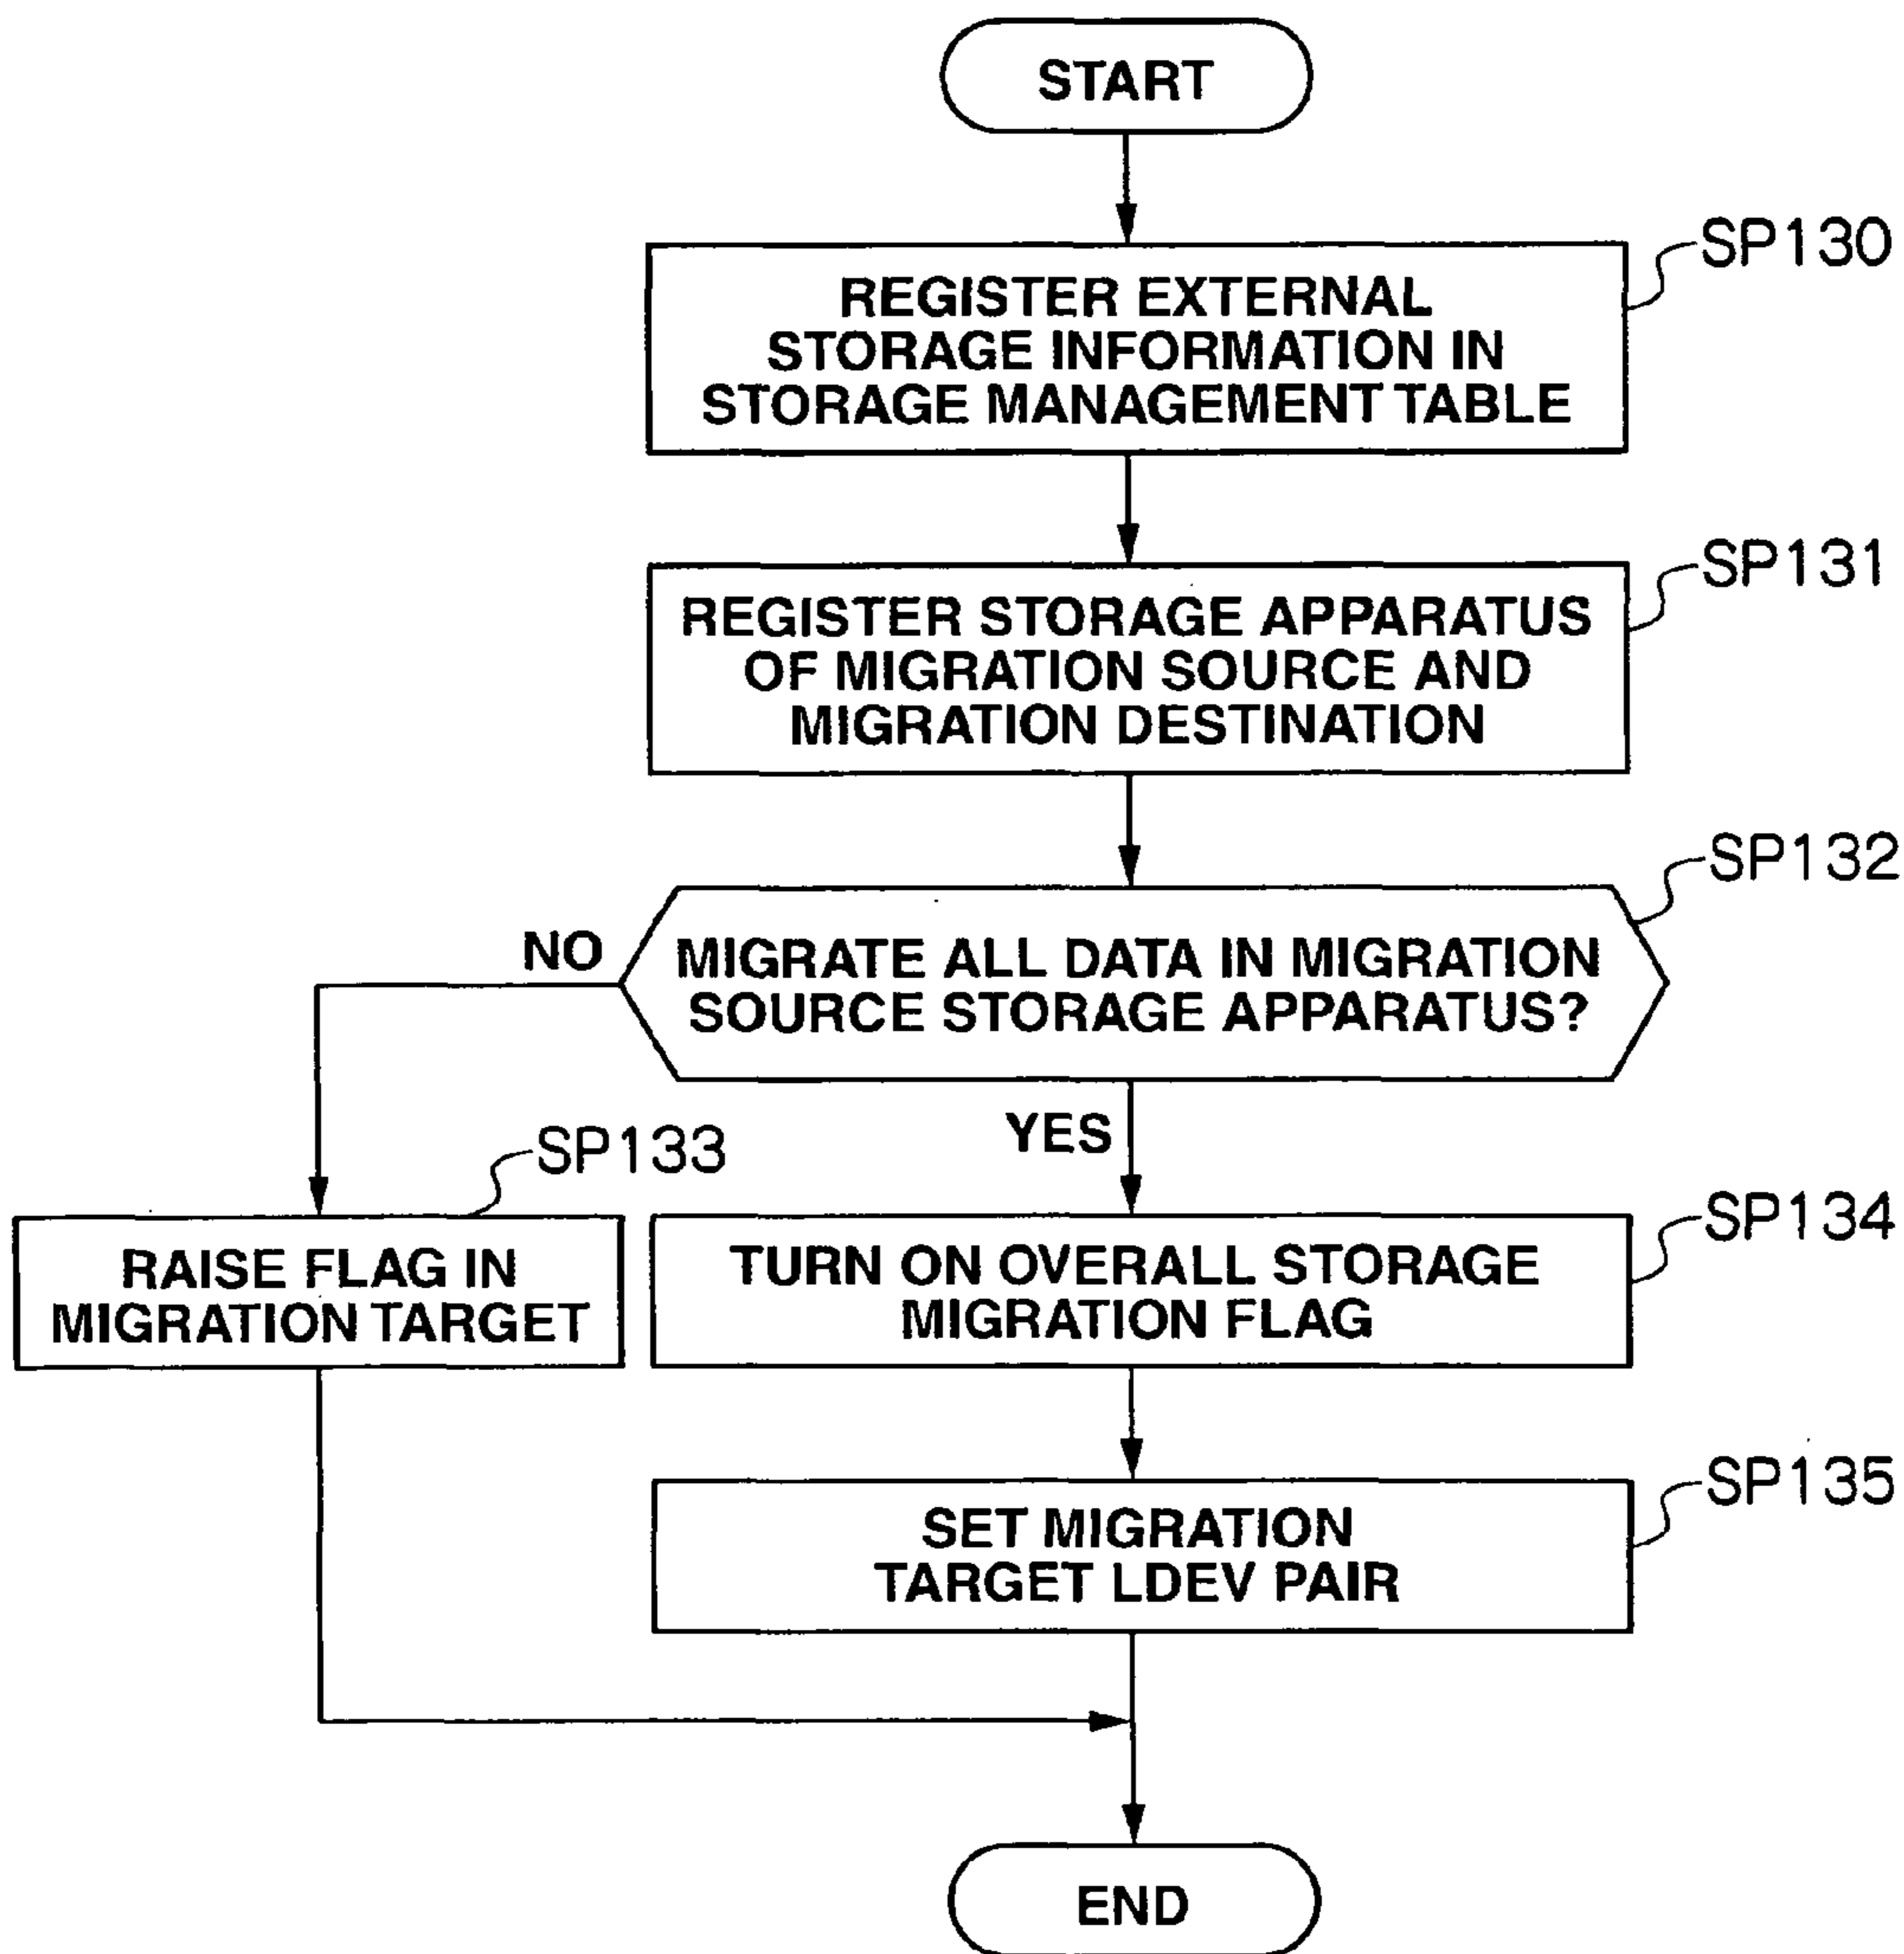 START
SP130
REGISTER EXTERNAL
STORAGE INFORMATION IN
STORAGE MANAGEMENT TABLE
SP131
REGISTER STORAGE APPARATUS
OF MIGRATION SOURCE AND
MIGRATION DESTINATION
SP132
NO
MIGRATE ALL DATA IN MIGRATION
SOURCE STORAGE APPARATUS?
YES
SP133
RAISE FLAG IN
MIGRATION TARGET
SP134
TURN ON OVERALL STORAGE
MIGRATION FLAG
SP135
SET MIGRATION
TARGET LDEV PAIR
END